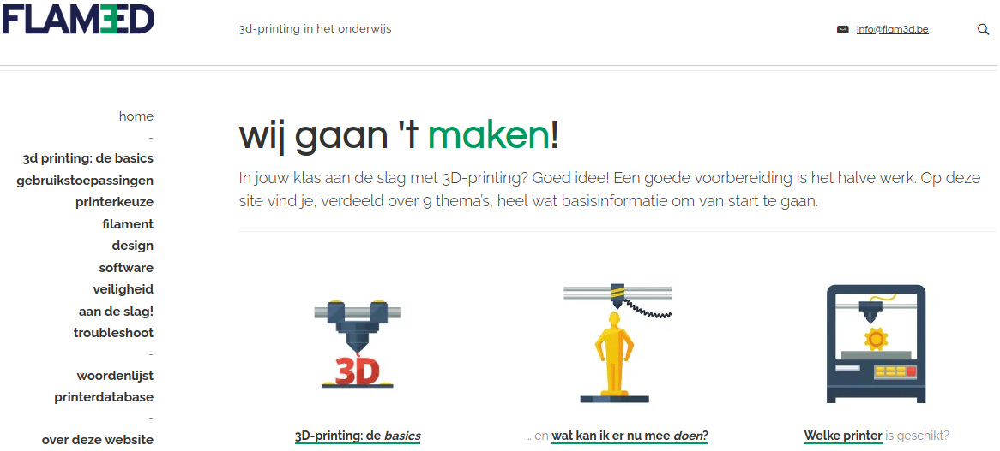 FLAM3D
3d-printing in het onderwijs
info@flam3d.be
home
–
3d printing: de basics
gebruikstoepassingen
printerkeuze
filament
design
software
veiligheid
aan de slag!
troubleshoot
–
woordenlijst
printerdatabase
–
over deze website
wij gaan 't maken!
In jouw klas aan de slag met 3D-printing? Goed idee! Een goede voorbereiding is het halve werk. Op deze
site vind je, verdeeld over 9 thema's, heel wat basisinformatie om van start te gaan.
3D
3D-printing: de basics
... en wat kan ik er nu mee doen?
Welke printer is geschikt?